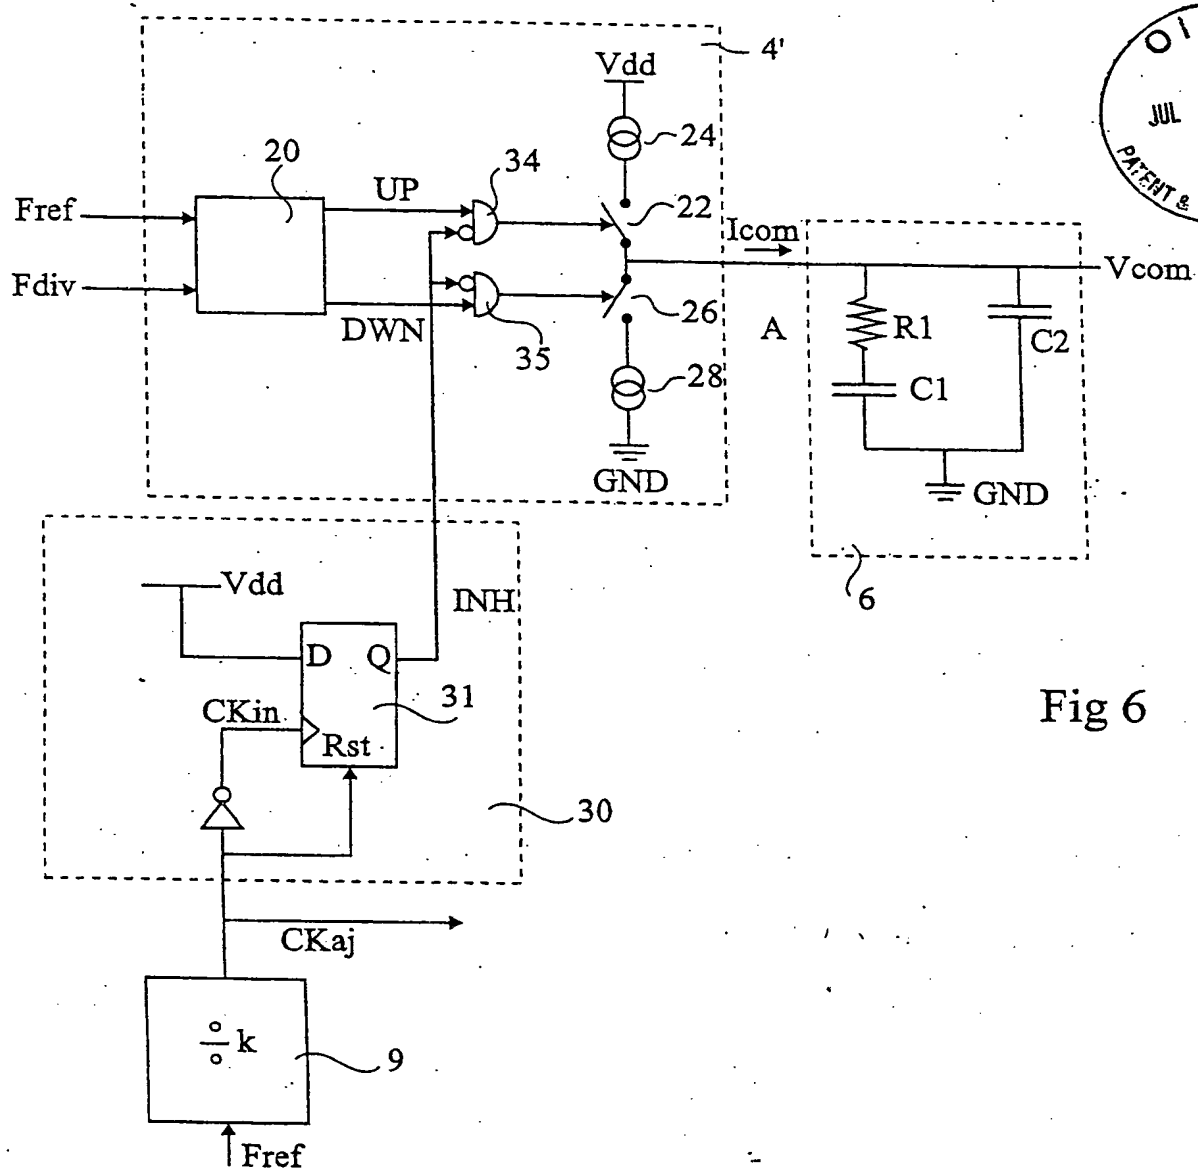 4'
Vdd
24
20
UP
34
Fref
22
Icom
Vcom
Fdiv
DWN
35
26
A
R1
C2
28
C1
GND
GND
6
Vdd
INH
D Q
31
CKin
Rst
Fig 6
30
CKaj
÷ k
9
Fref
JUL
PATENT &